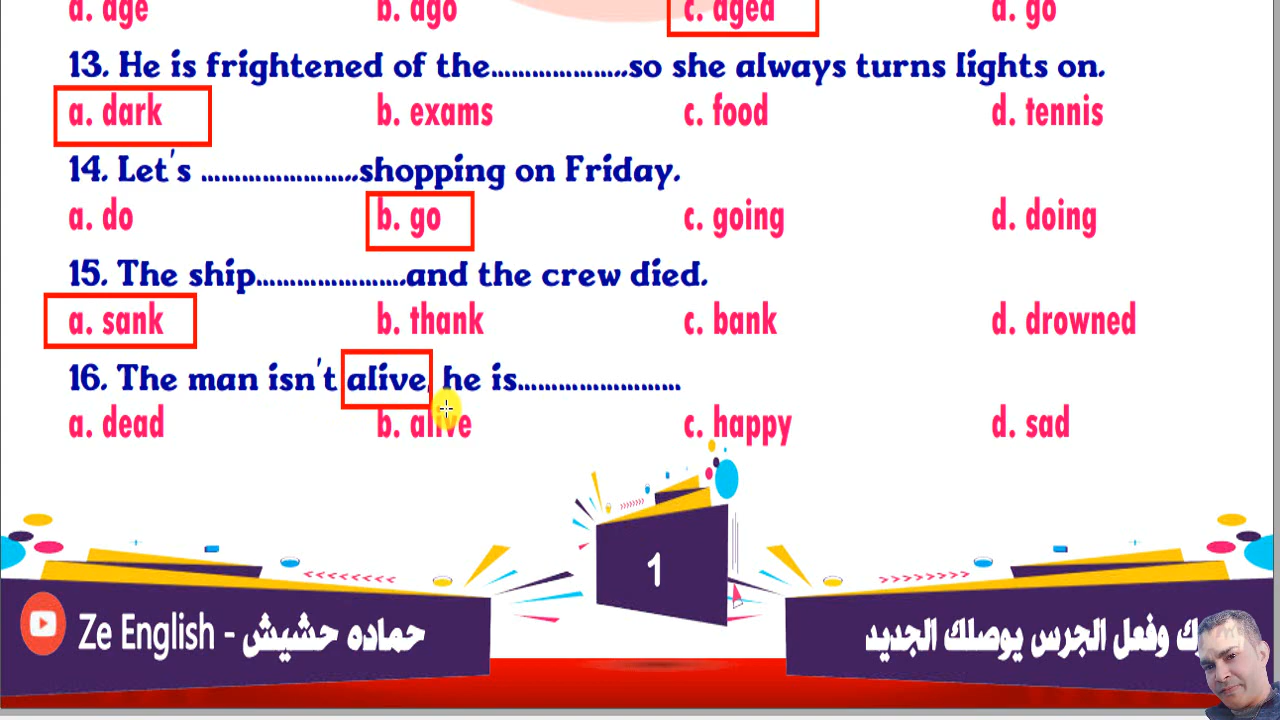 a. age b. ago c. aged d. go
13. He is frightened of the....................so she always turns lights on.
a. dark b. exams c. food d. tennis
14. Let's ......................shopping on Friday.
a. do b. go c. going d. doing
15. The ship......................and the crew died.
a. sank b. thank c. bank d. drowned
16. The man isn't alive, he is........................
a. dead b. alive c. happy d. sad
1
Ze English - حماده حشيش
وفعل الجرس يوصلك الجديد